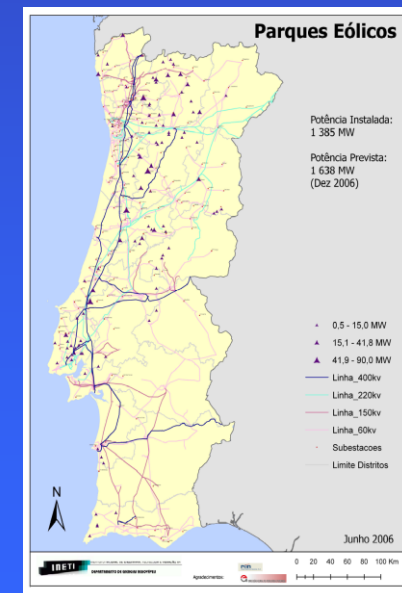 Parques Eólicos
Potência Instalada:
1 385 MW
Potência Prevista:
1 638 MW
(Dez 2006)
0,5 - 15,0 MW
15,1 - 41,8 MW
41,9 - 90,0 MW
Linha_400kv
Linha_220kv
Linha_150kv
Linha_60kv
Subestacoes
Limite Distritos
N
Junho 2006
INETI
DEPARTAMENTO DE ENERGIAS RENOVÁVEIS
Agradecimentos:
0 20 40 60 80 100 Km